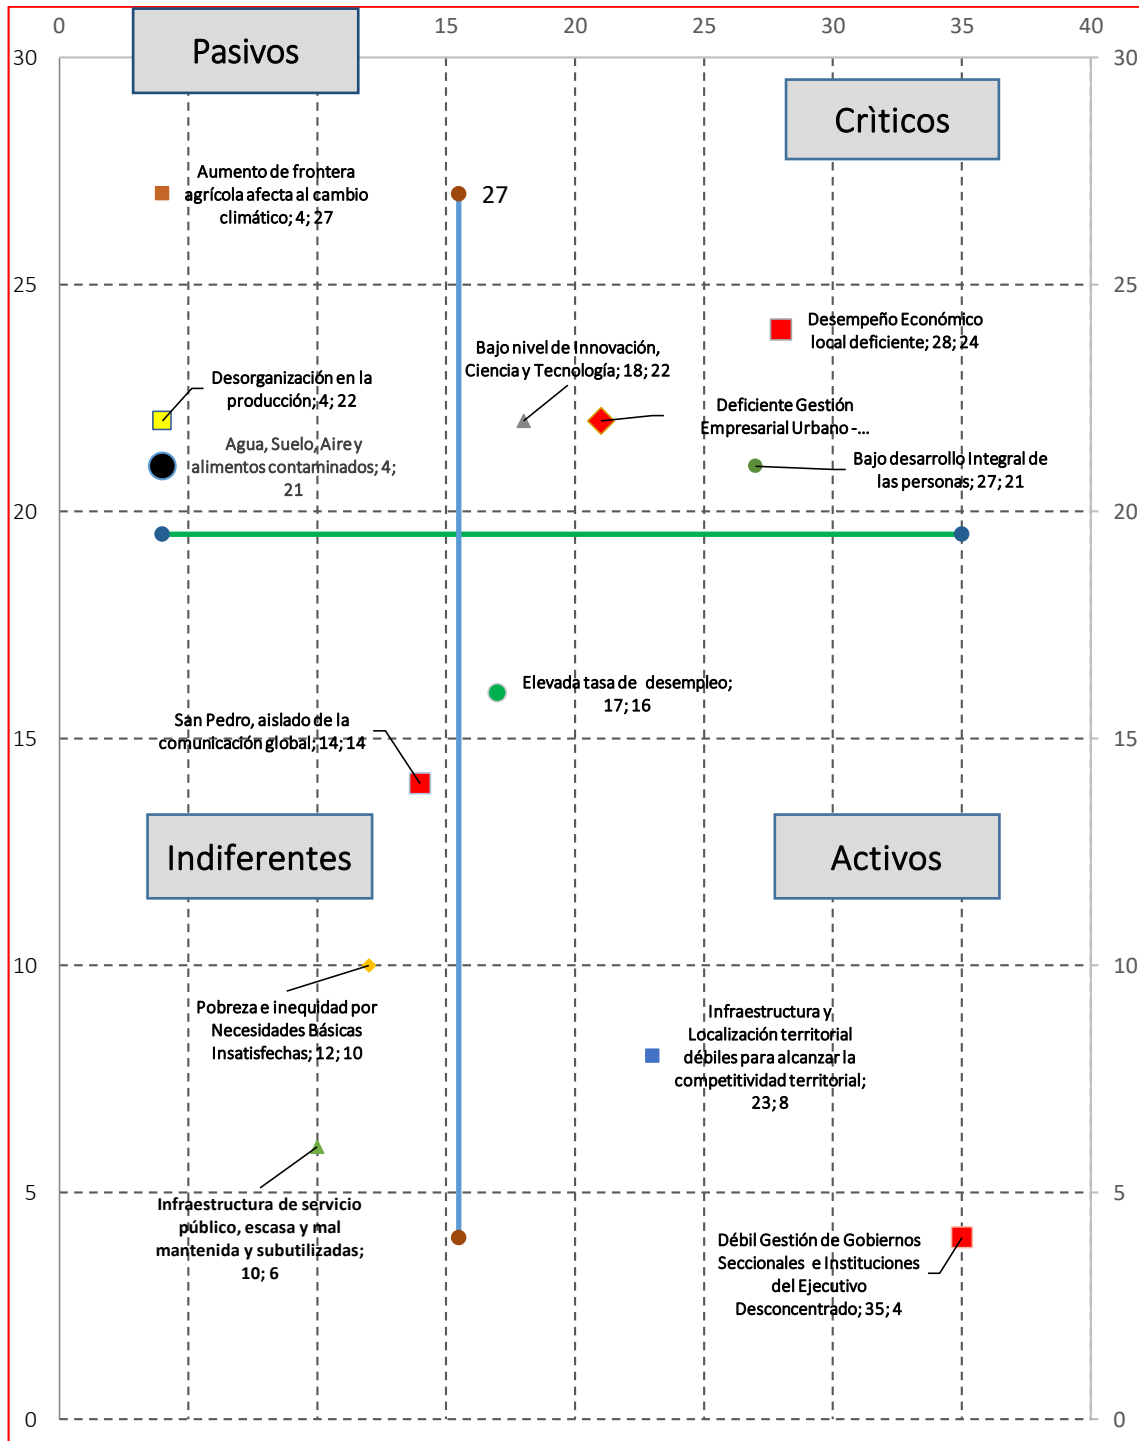 0
15
20
25
30
35
40
Pasivos
30
30
Crìticos
Aumento de frontera
agrícola afecta al cambio
climático; 4; 27
27
25
25
Desempeño Económico
local deficiente; 28; 24
Bajo nivel de Innovación,
Ciencia y Tecnología; 18; 22
Desorganización en la
producción; 4; 22
Deficiente Gestión
Empresarial Urbano -...
Agua, Suelo, Aire y
alimentos contaminados; 4;
21
Bajo desarrollo Integral de
las personas; 27; 21
20
20
Elevada tasa de desempleo;
17; 16
San Pedro, aislado de la
comunicación global; 14; 14
15
15
Indiferentes
Activos
10
10
Pobreza e inequidad por
Necesidades Básicas
Insatisfechas; 12; 10
Infraestructura y
Localización territorial
débiles para alcanzar la
competitividad territorial;
23; 8
5
5
Infraestructura de servicio
público, escasa y mal
mantenida y subutilizadas;
10; 6
Débil Gestión de Gobiernos
Seccionales e Instituciones
del Ejecutivo
Desconcentrado; 35; 4
0
0